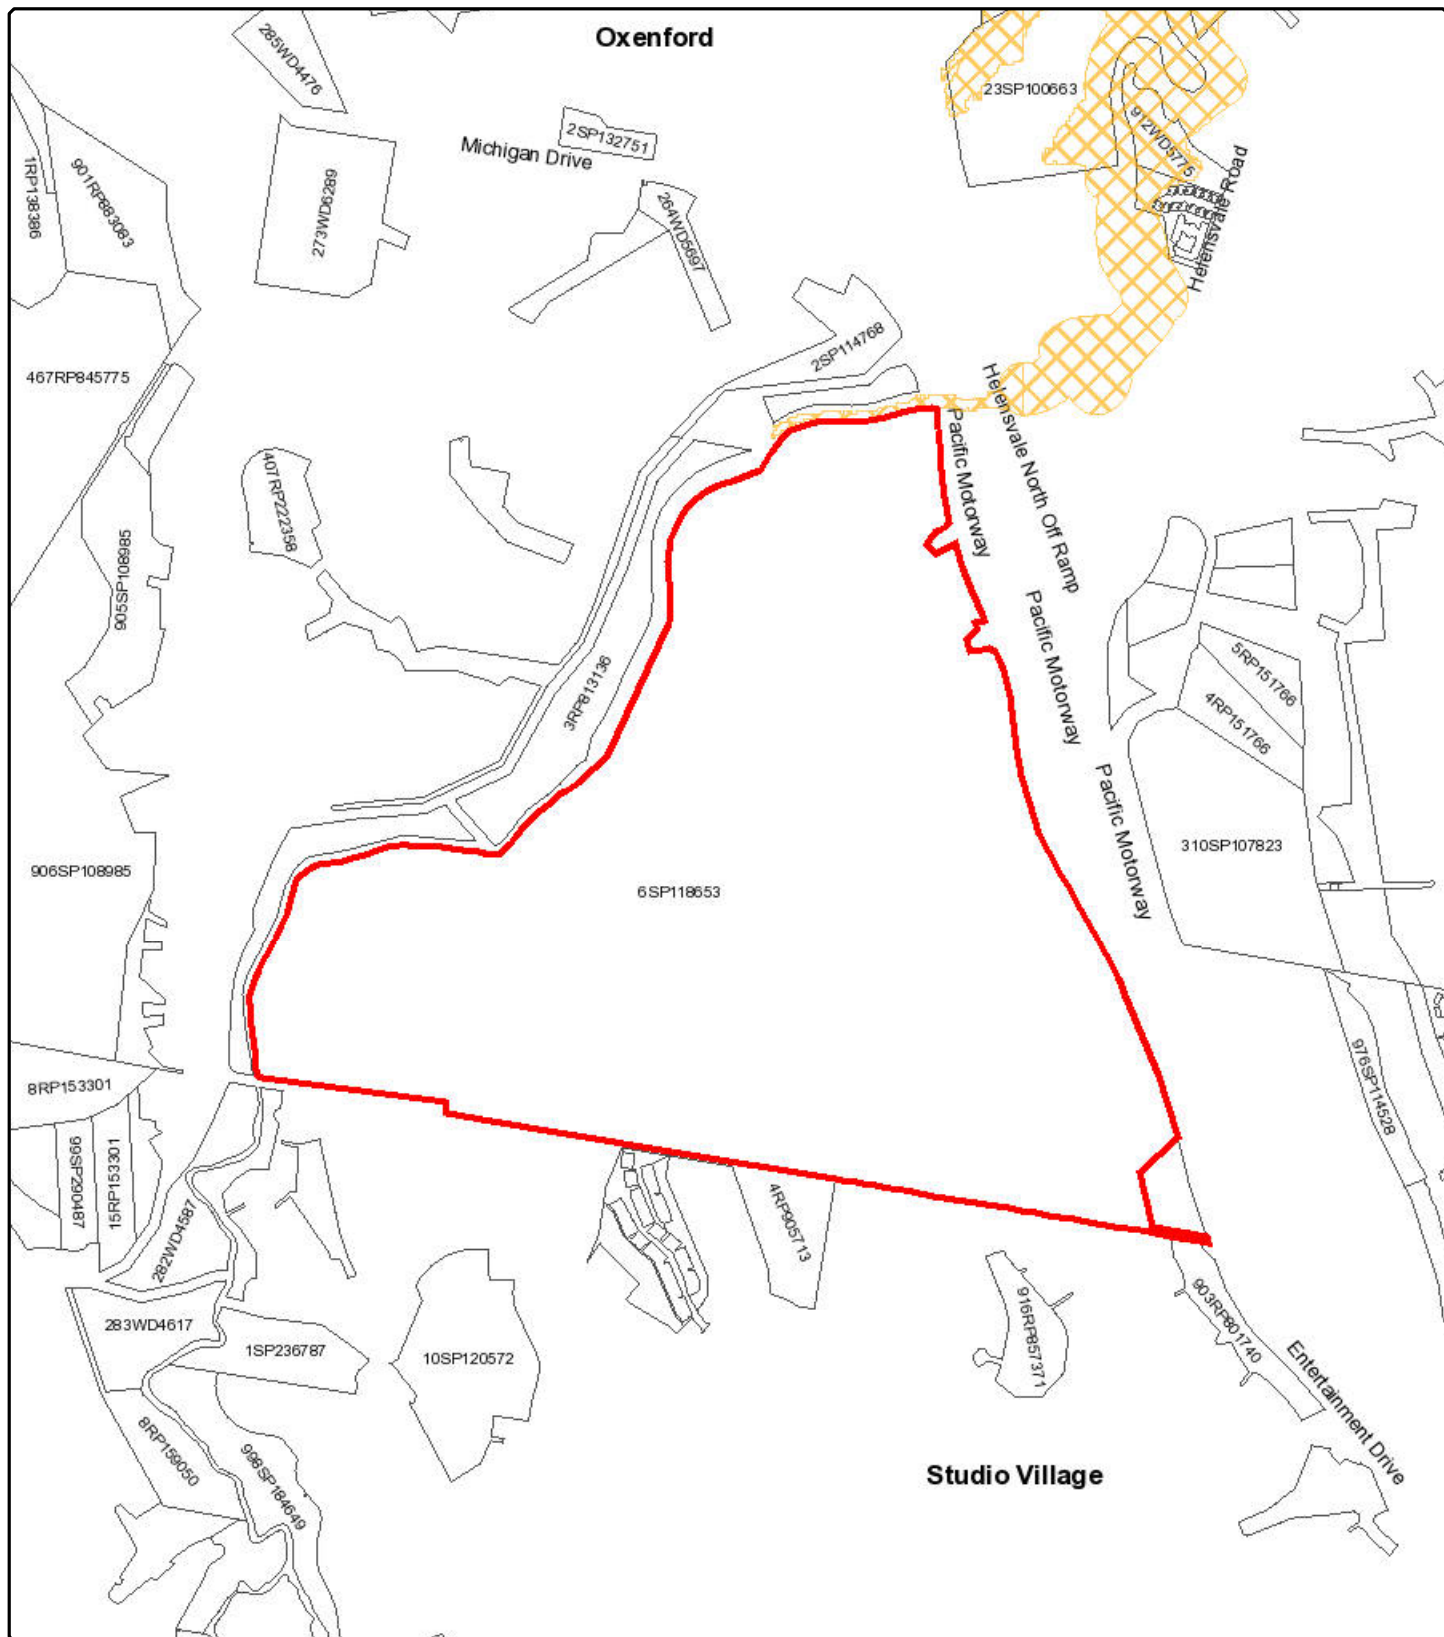 Oxenford
285WD4476
23SP100663
912WD5775
2SP132751
Michigan Drive
1RP138386
901RP883083
273WD6289
264WD5697
Helensvale Road
467RP845775
2SP114768
Helensvale North Off Ramp
Pacific Motorway
407RP222358
905SP108985
Pacific Motorway
3RP813136
5RP151766
4RP151766
Pacific Motorway
310SP107823
906SP108985
6SP118653
8RP153301
976SP114528
99SP290487
15RP153301
282WD4587
4RP905713
283WD4617
1SP236787
10SP120572
916RP857371
903RP801740
Entertainment Drive
8RP159050
998SP184649
Studio Village